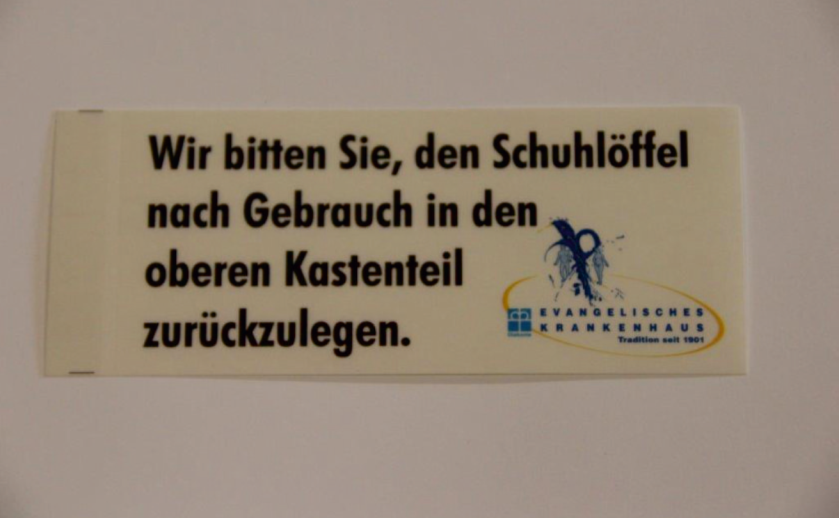 Wir bitten Sie, den Schuhlöffel
nach Gebrauch in den
oberen Kastenteil
zurückzulegen.
EVANGELISCHES
KRANKENHAUS
Tradition seit 1901